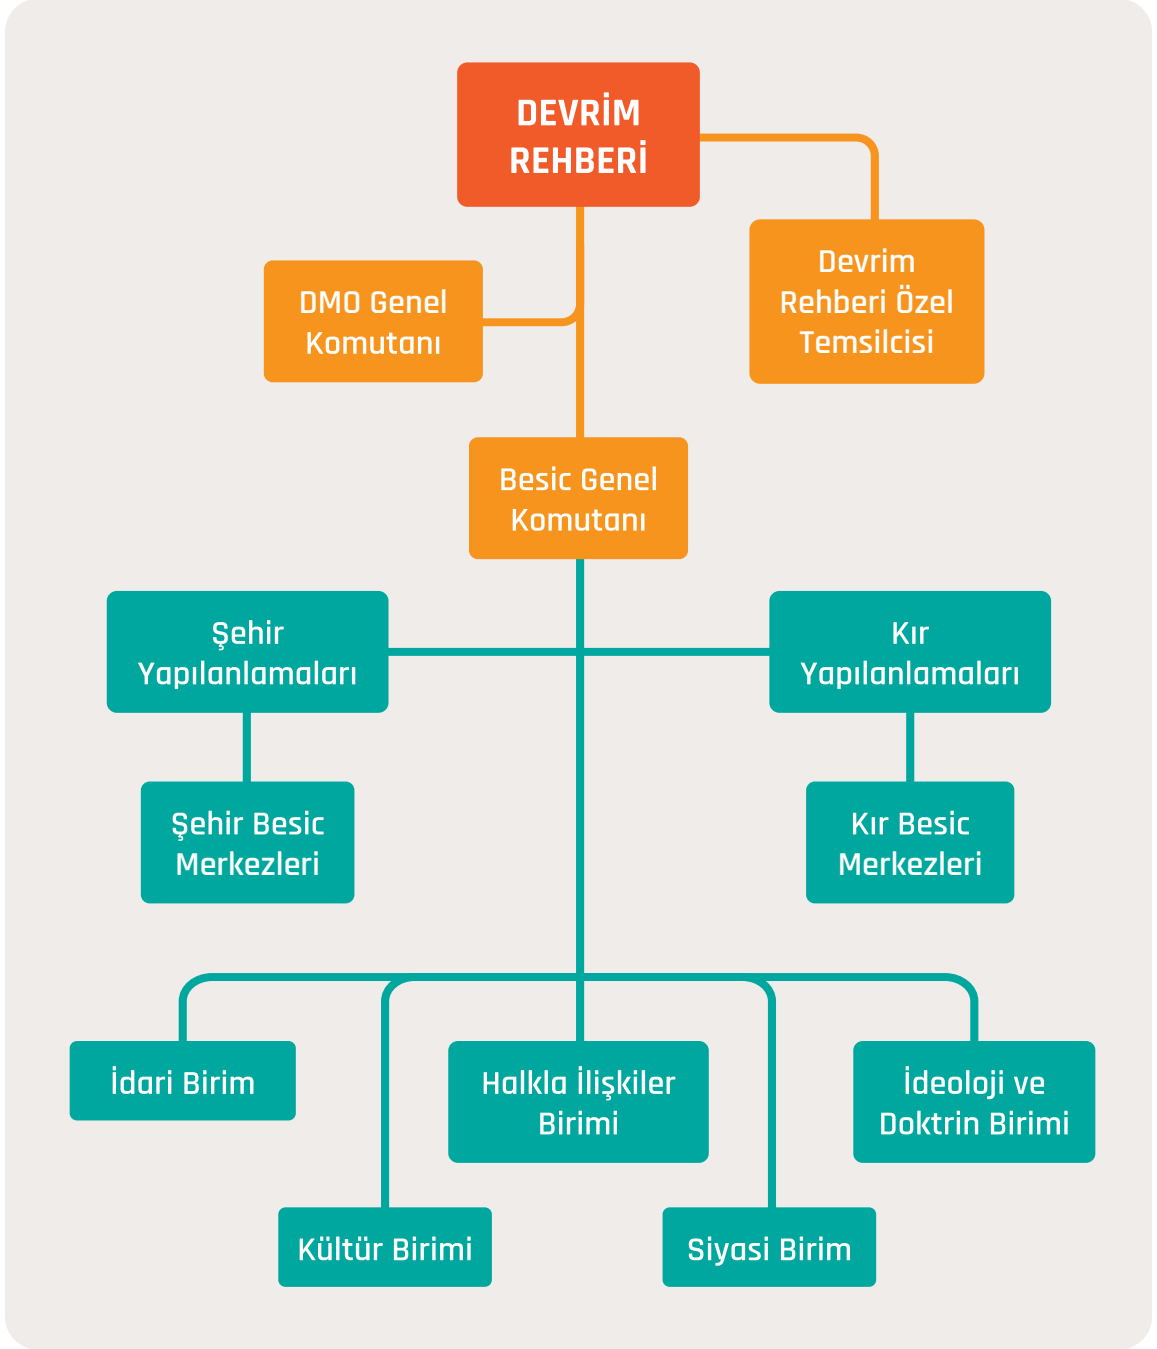 DEVRİM
REHBERİ
DMO Genel
Komutanı
Devrim
Rehberi Özel
Temsilcisi
Besic Genel
Komutanı
Şehir
Yapılanlamaları
Kır
Yapılanlamaları
Şehir Besic
Merkezleri
Kır Besic
Merkezleri
İdari Birim
Halkla İlişkiler
Birimi
İdeoloji ve
Doktrin Birimi
Kültür Birimi
Siyasi Birim